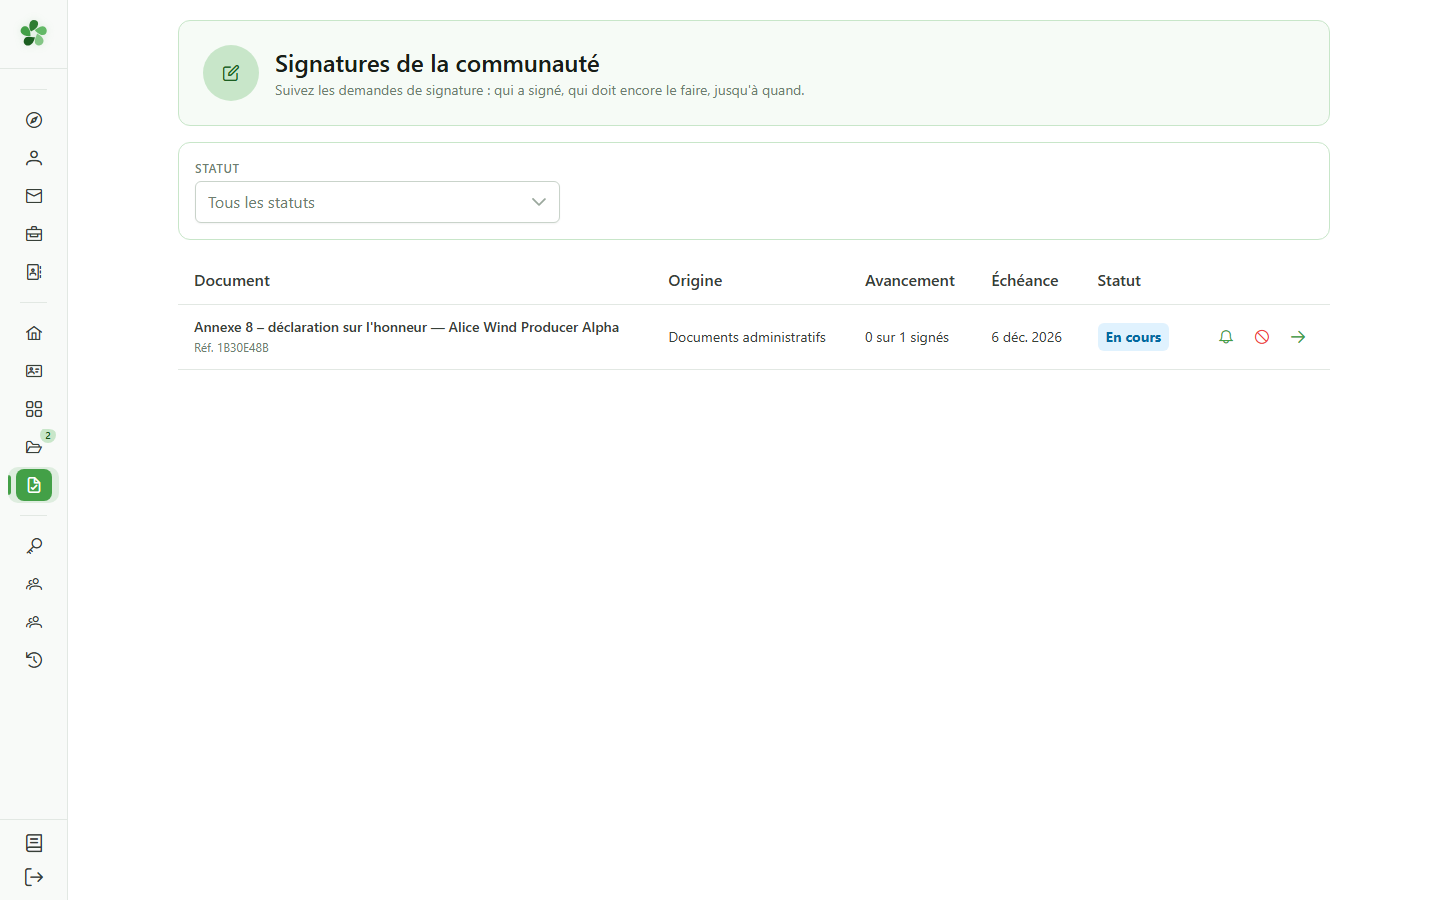 Signatures de la communauté
Suivez les demandes de signature : qui a signé, qui doit encore le faire, jusqu'à quand.
STATUT
Tous les statuts
Document Origine Avancement Échéance Statut
Annexe 8 – déclaration sur l'honneur — Alice Wind Producer Alpha
Réf. 1B30E48B
Documents administratifs 0 sur 1 signés 6 déc. 2026 En cours
2